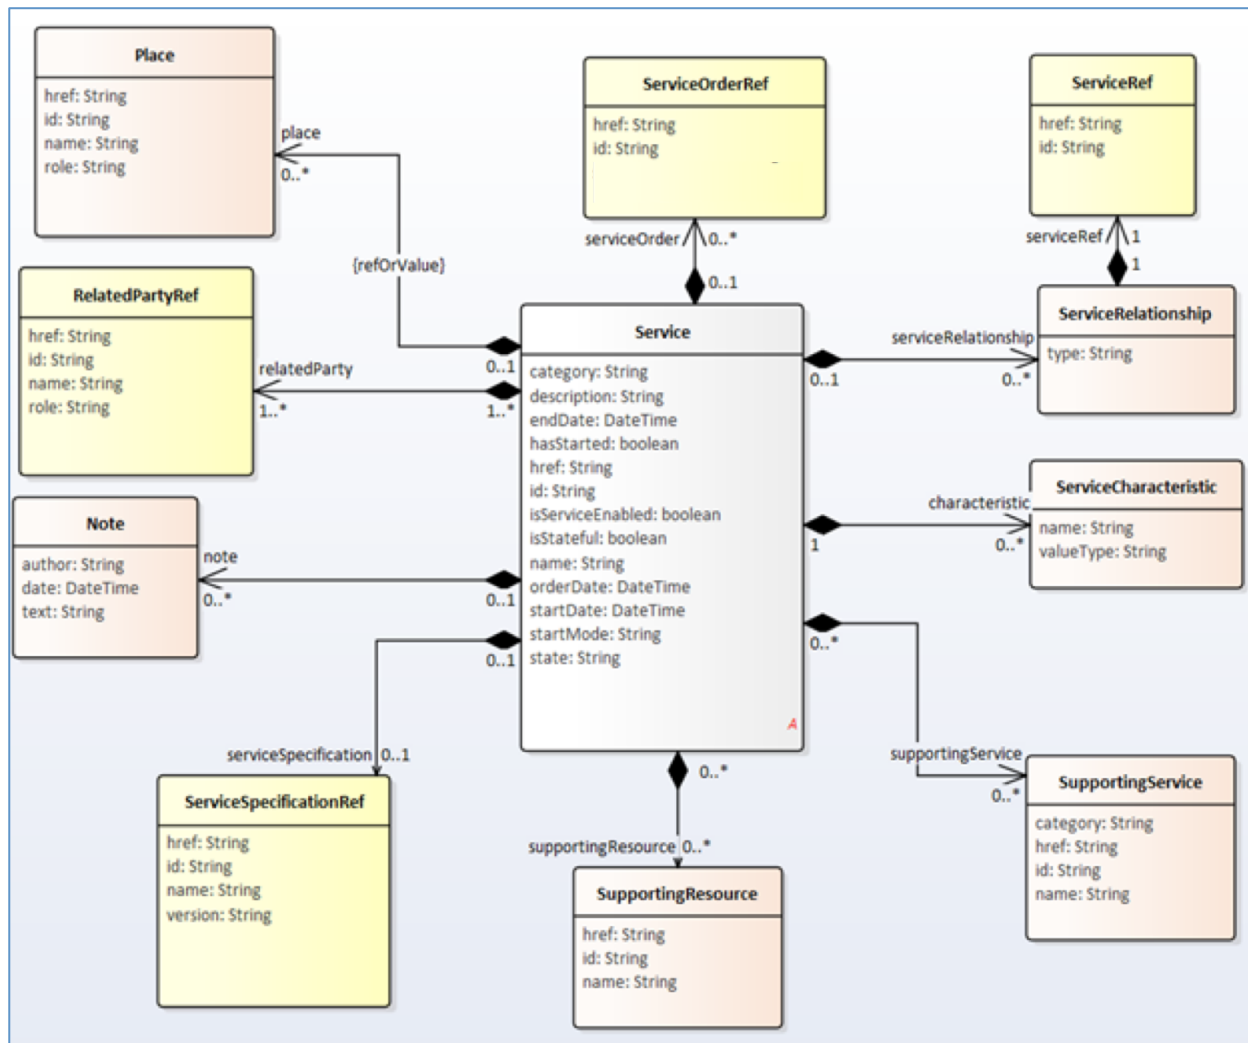 Place
href: String
id: String
name: String
role: String
place
0..*
{refOrValue}
ServiceOrderRef
href: String
id: String
serviceOrder
0..*
0..1
ServiceRef
href: String
id: String
serviceRef
1
1
ServiceRelationship
type: String
serviceRelationship
0..1
0..*
RelatedPartyRef
href: String
id: String
name: String
role: String
0..1
relatedParty
1..*
1..*
Service
category: String
description: String
endDate: DateTime
hasStarted: boolean
href: String
id: String
isServiceEnabled: boolean
isStateful: boolean
name: String
orderDate: DateTime
startDate: DateTime
startMode: String
state: String
A
ServiceCharacteristic
name: String
valueType: String
characteristic
1
0..*
Note
author: String
date: DateTime
text: String
note
0..*
0..1
0..1
0..*
serviceSpecification
0..1
ServiceSpecificationRef
href: String
id: String
name: String
version: String
0..*
supportingResource
0..*
SupportingResource
href: String
id: String
name: String
supportingService
0..*
SupportingService
category: String
href: String
id: String
name: String